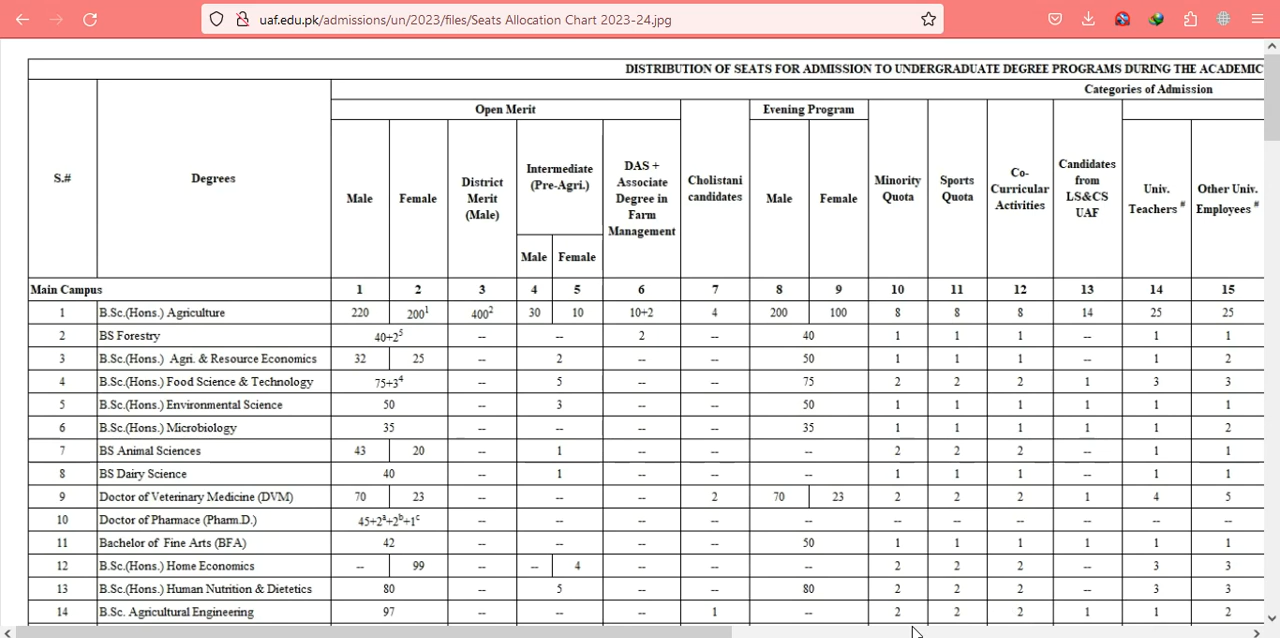 uaf.edu.pk/admissions/un/2023/files/Seats Allocation Chart 2023-24.jpg
DISTRIBUTION OF SEATS FOR ADMISSION TO UNDERGRADUATE DEGREE PROGRAMS DURING THE ACADEMIC
Categories of Admission
Open Merit Evening Program
S.# Degrees Male Female District Merit (Male) Intermediate (Pre-Agri.) Male Female DAS + Associate Degree in Farm Management Cholistani candidates Male Female Minority Quota Sports Quota Co-Curricular Activities Candidates from LS&CS UAF Univ. Teachers # Other Univ. Employees #
Main Campus 1 2 3 4 5 6 7 8 9 10 11 12 13 14 15
1 B.Sc.(Hons.) Agriculture 220 200¹ 400² 30 10 10+2 4 200 100 8 8 8 14 25 25
2 BS Forestry 40+2⁵ -- -- 2 -- 40 1 1 1 -- 1 1
3 B.Sc.(Hons.) Agri. & Resource Economics 32 25 -- 2 -- -- 50 1 1 1 -- 1 2
4 B.Sc.(Hons.) Food Science & Technology 75+3⁴ -- 5 -- -- 75 2 2 2 1 3 3
5 B.Sc.(Hons.) Environmental Science 50 -- 3 -- -- 50 1 1 1 1 1 1
6 B.Sc.(Hons.) Microbiology 35 -- -- -- -- 35 1 1 1 1 1 2
7 BS Animal Sciences 43 20 -- 1 -- -- -- 2 2 2 -- 1 1
8 BS Dairy Science 40 -- 1 -- -- -- 1 1 1 -- 1 1
9 Doctor of Veterinary Medicine (DVM) 70 23 -- -- -- 2 70 23 2 2 2 1 4 5
10 Doctor of Pharmace (Pharm.D.) 45+2ᵃ+2ᵇ+1ᶜ -- -- -- -- -- -- -- -- -- -- --
11 Bachelor of Fine Arts (BFA) 42 -- -- -- -- 50 1 1 1 1 1 1
12 B.Sc.(Hons.) Home Economics -- 99 -- -- 4 -- -- -- 2 2 2 -- 3 3
13 B.Sc.(Hons.) Human Nutrition & Dietetics 80 -- 5 -- -- 80 2 2 2 -- 3 3
14 B.Sc. Agricultural Engineering 97 -- -- -- 1 -- 2 2 2 1 1 2